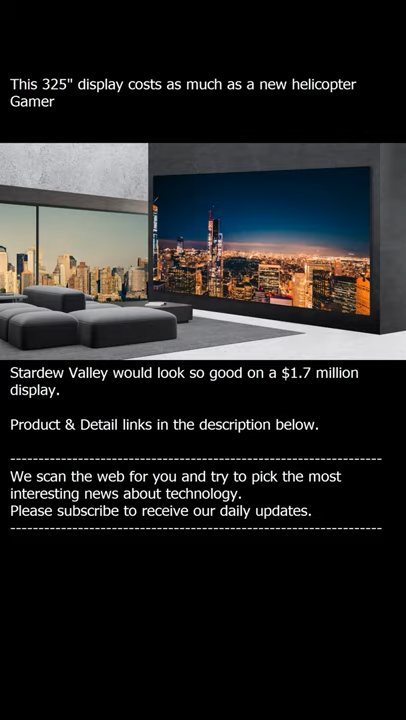 This 325" display costs as much as a new helicopter
Gamer
Stardew Valley would look so good on a $1.7 million
display.
Product & Detail links in the description below.
--------------------------------------------------------------
We scan the web for you and try to pick the most
interesting news about technology.
Please subscribe to receive our daily updates.
--------------------------------------------------------------